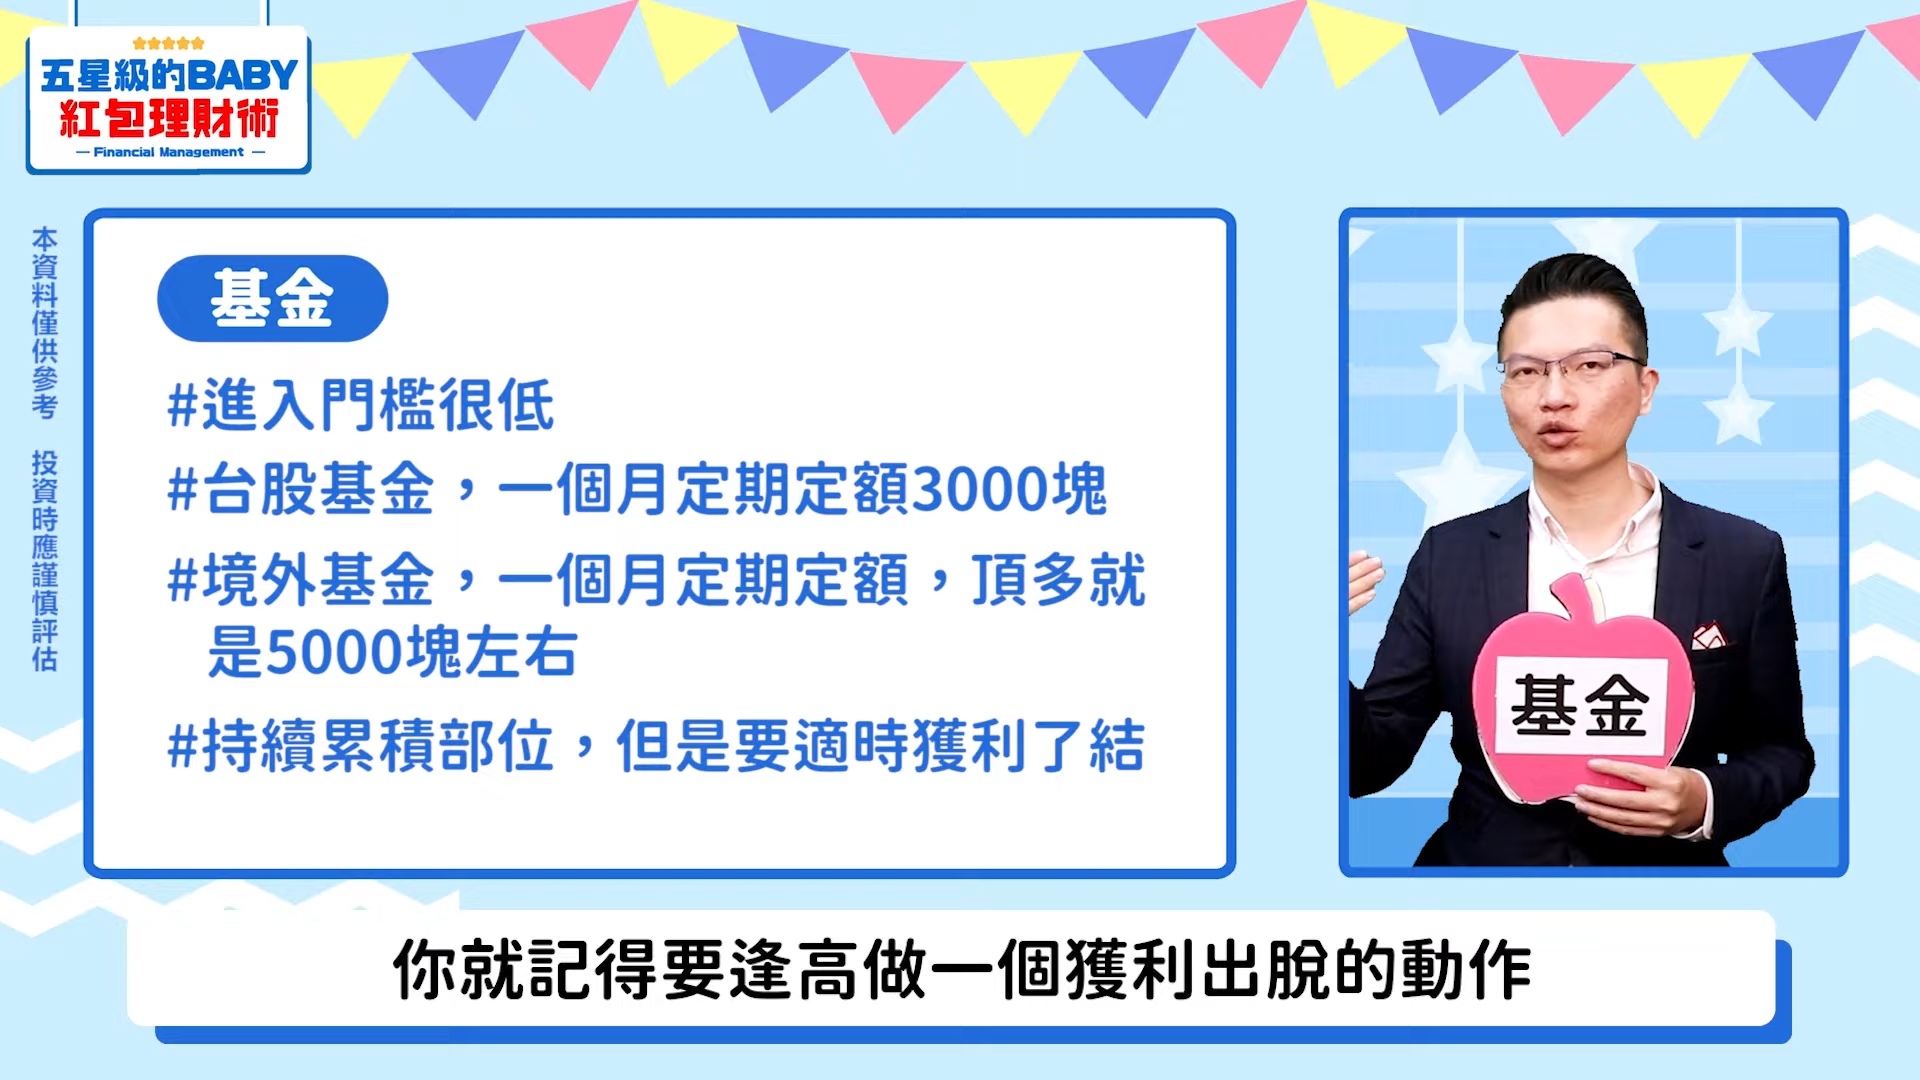 五星級的BABY
紅包理財術
Financial Management
本資料僅供參考 投資時應謹慎評估
基金
#進入門檻很低
#台股基金，一個月定期定額3000塊
#境外基金，一個月定期定額，頂多就
是5000塊左右
#持續累積部位，但是要適時獲利了結
基金
你就記得要逢高做一個獲利出脫的動作